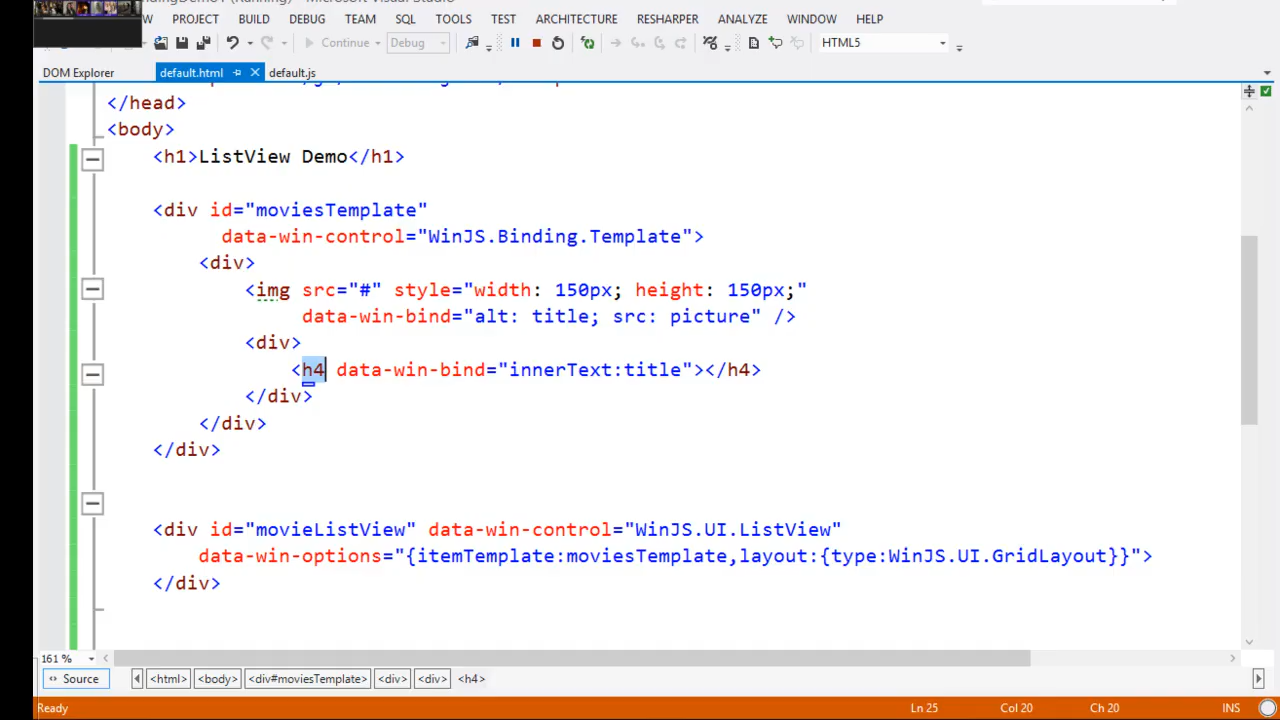 W PROJECT BUILD DEBUG TEAM SQL TOOLS TEST ARCHITECTURE RESHARPER ANALYZE WINDOW HELP
Continue Debug HTML5
DOM Explorer default.html default.js
</head>
<body>
<h1>ListView Demo</h1>
<div id="moviesTemplate"
data-win-control="WinJS.Binding.Template">
<div>
<img src="#" style="width: 150px; height: 150px;"
data-win-bind="alt: title; src: picture" />
<div>
<h4 data-win-bind="innerText:title"></h4>
</div>
</div>
</div>
<div id="movieListView" data-win-control="WinJS.UI.ListView"
data-win-options="{itemTemplate:moviesTemplate,layout:{type:WinJS.UI.GridLayout}}">
</div>
161 %
Source <html> <body> <div#moviesTemplate> <div> <div> <h4>
Ready Ln 25 Col 20 Ch 20 INS